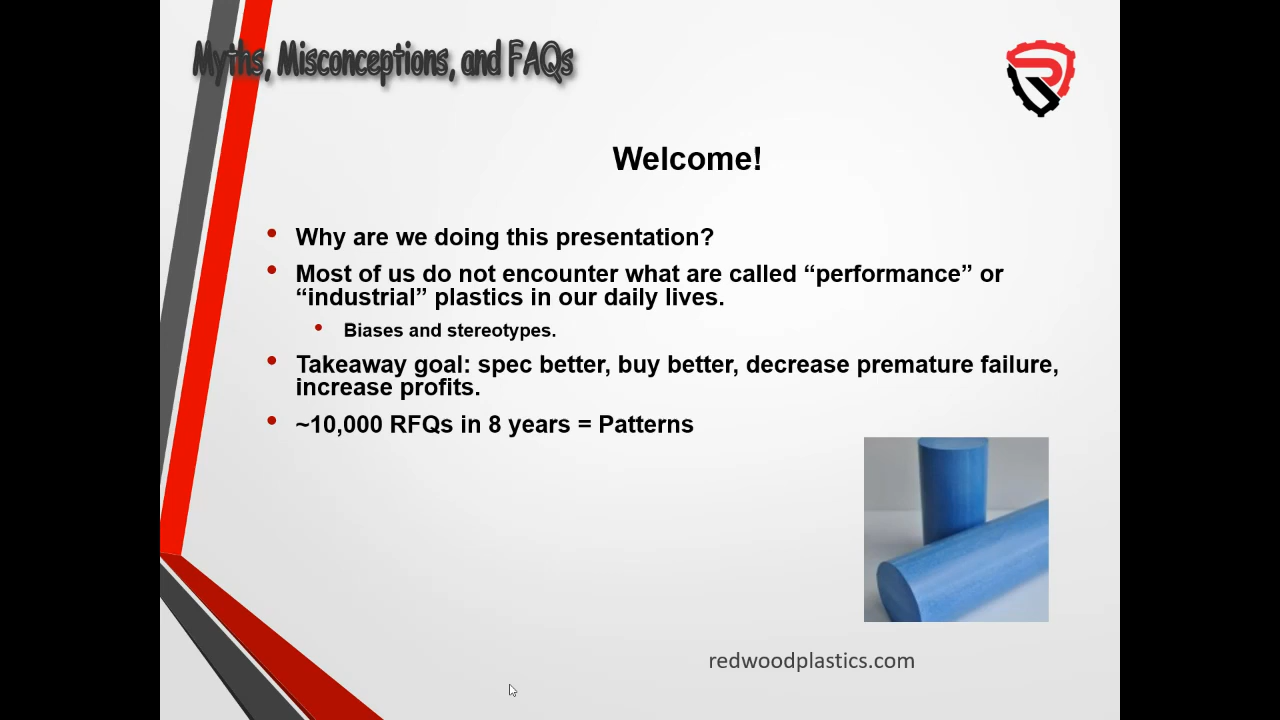 Myths, Misconceptions, and FAQs
Welcome!
Why are we doing this presentation?
Most of us do not encounter what are called “performance” or
“industrial” plastics in our daily lives.
Biases and stereotypes.
Takeaway goal: spec better, buy better, decrease premature failure,
increase profits.
~10,000 RFQs in 8 years = Patterns
redwoodplastics.com